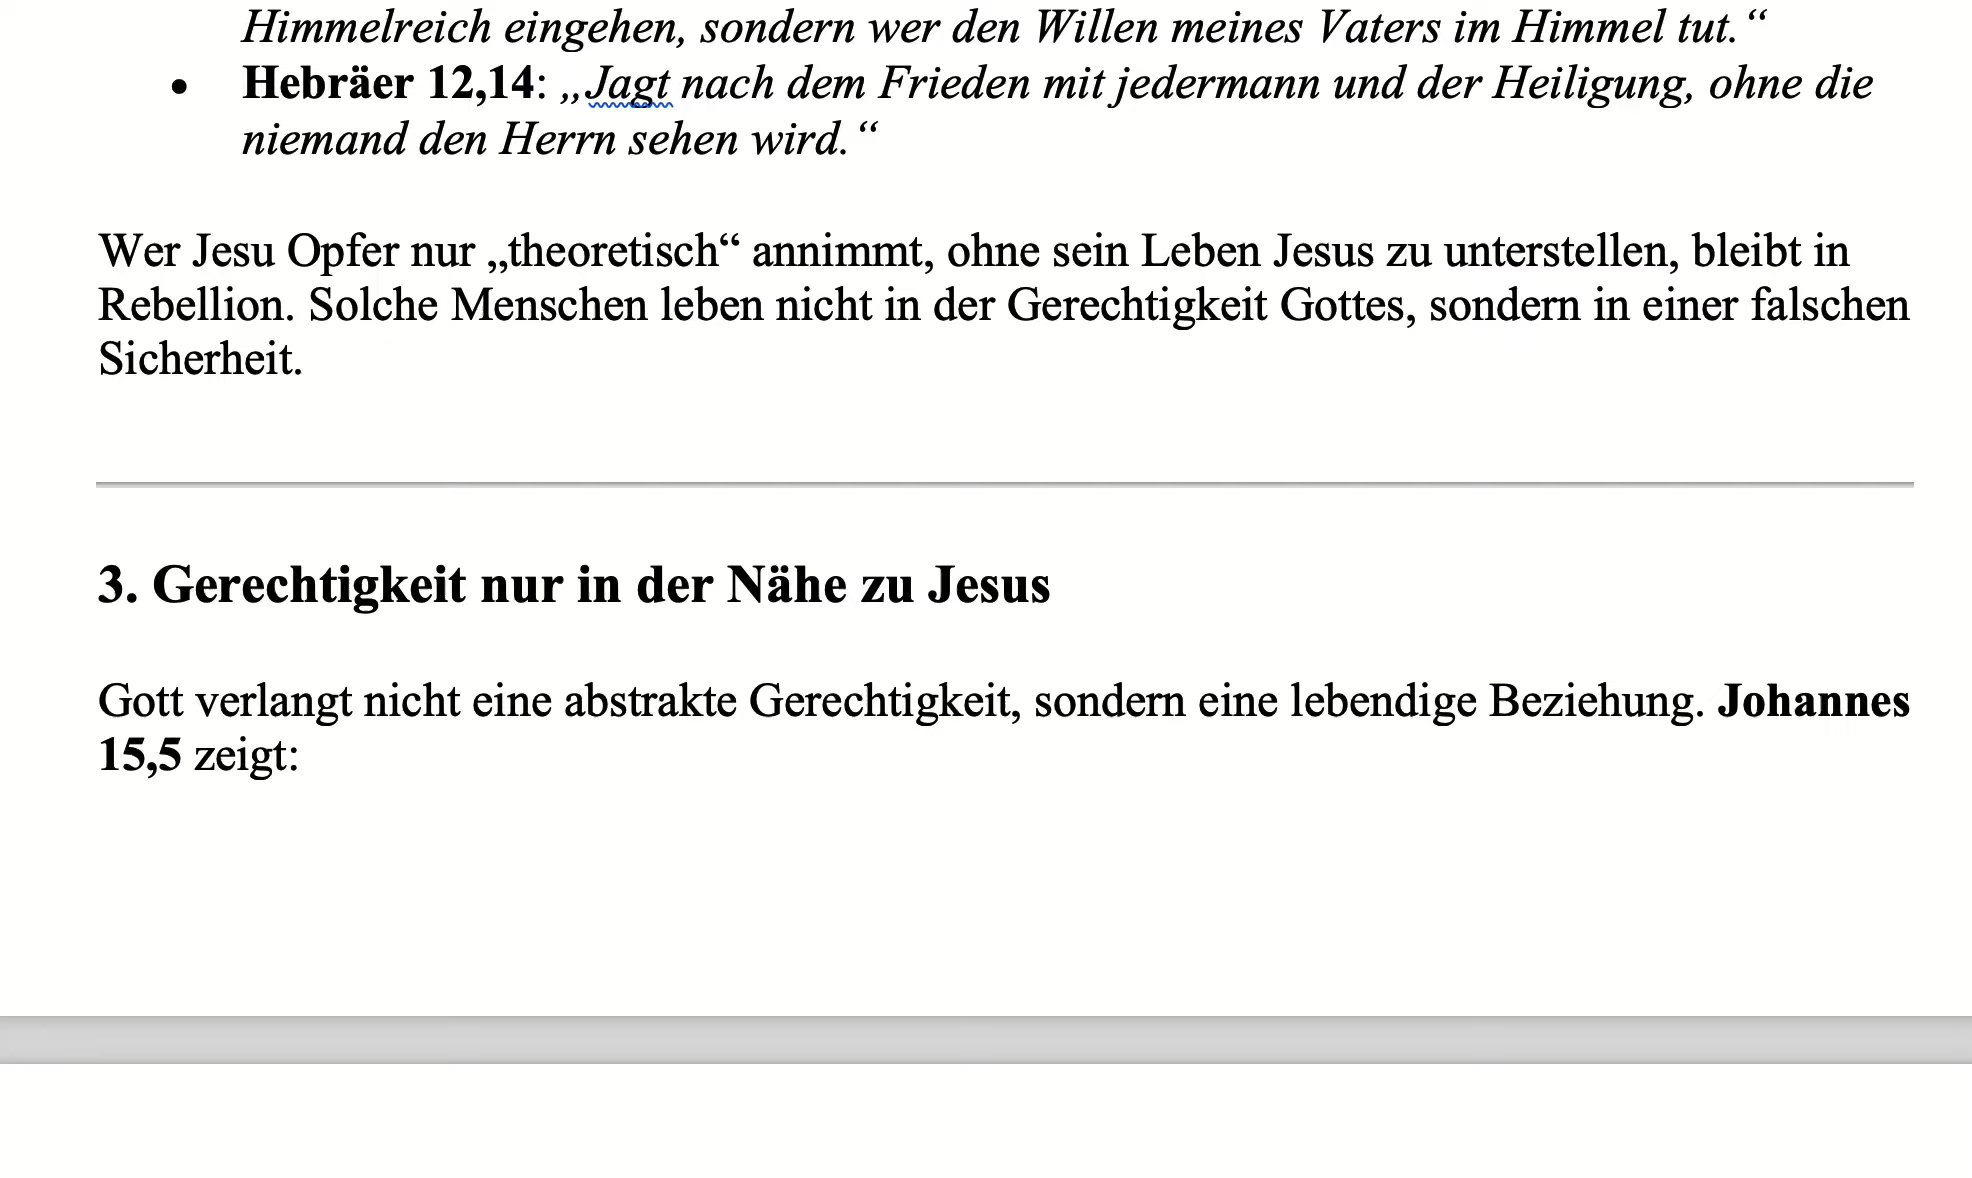 Himmelreich eingehen, sondern wer den Willen meines Vaters im Himmel tut.“
• Hebräer 12,14: „Jagt nach dem Frieden mit jedermann und der Heiligung, ohne die
niemand den Herrn sehen wird.“
Wer Jesu Opfer nur „theoretisch“ annimmt, ohne sein Leben Jesus zu unterstellen, bleibt in
Rebellion. Solche Menschen leben nicht in der Gerechtigkeit Gottes, sondern in einer falschen
Sicherheit.
3. Gerechtigkeit nur in der Nähe zu Jesus
Gott verlangt nicht eine abstrakte Gerechtigkeit, sondern eine lebendige Beziehung. Johannes
15,5 zeigt: